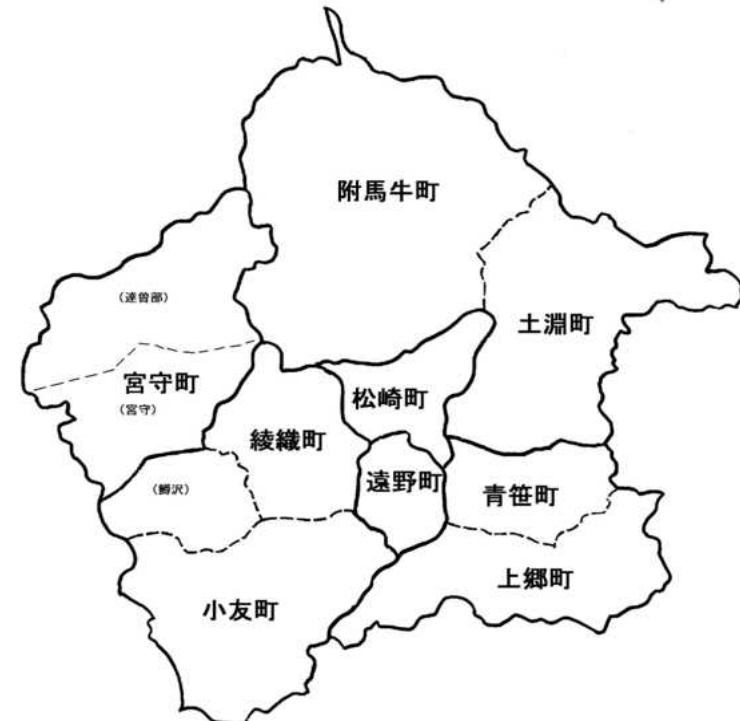 附馬牛町
(達曽部)
土淵町
宮守町
松崎町
(宮守)
綾織町
遠野町
(鱒沢)
青笹町
上郷町
小友町